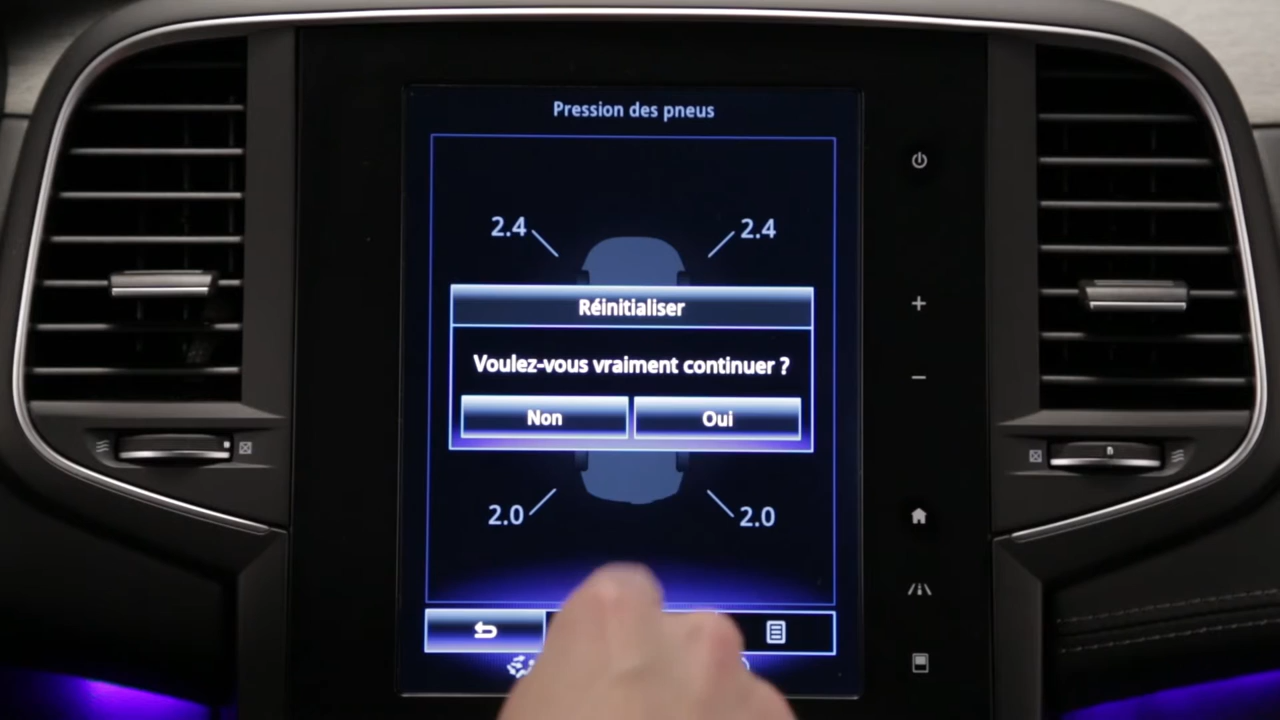 Pression des pneus
2.4 2.4
Réinitialiser
Voulez-vous vraiment continuer ?
Non Oui
2.0 2.0